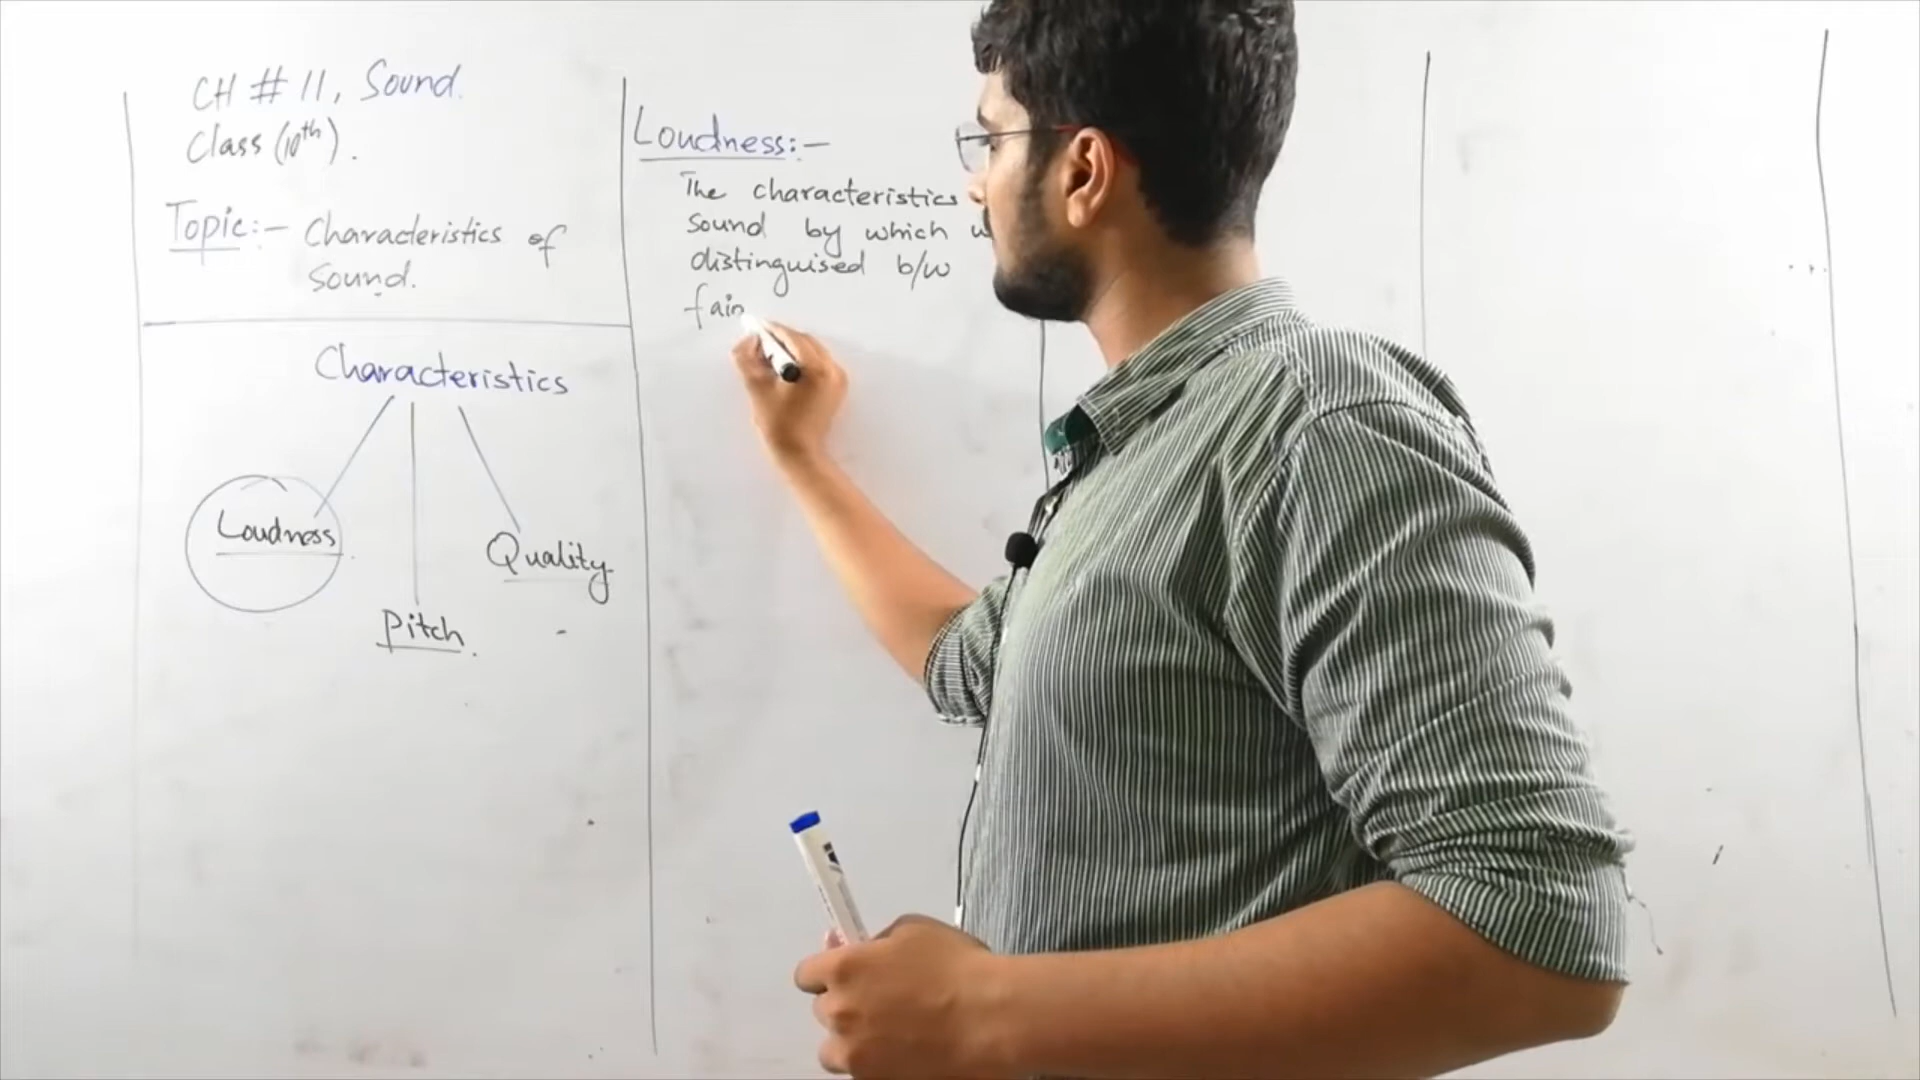 CH # 11, Sound.
Class (10th).
Topic:- Characteristics of
Sound.
Characteristics
Loudness
Pitch.
Quality
Loudness:-
The characteristics
sound by which
distinguised b/w
fain